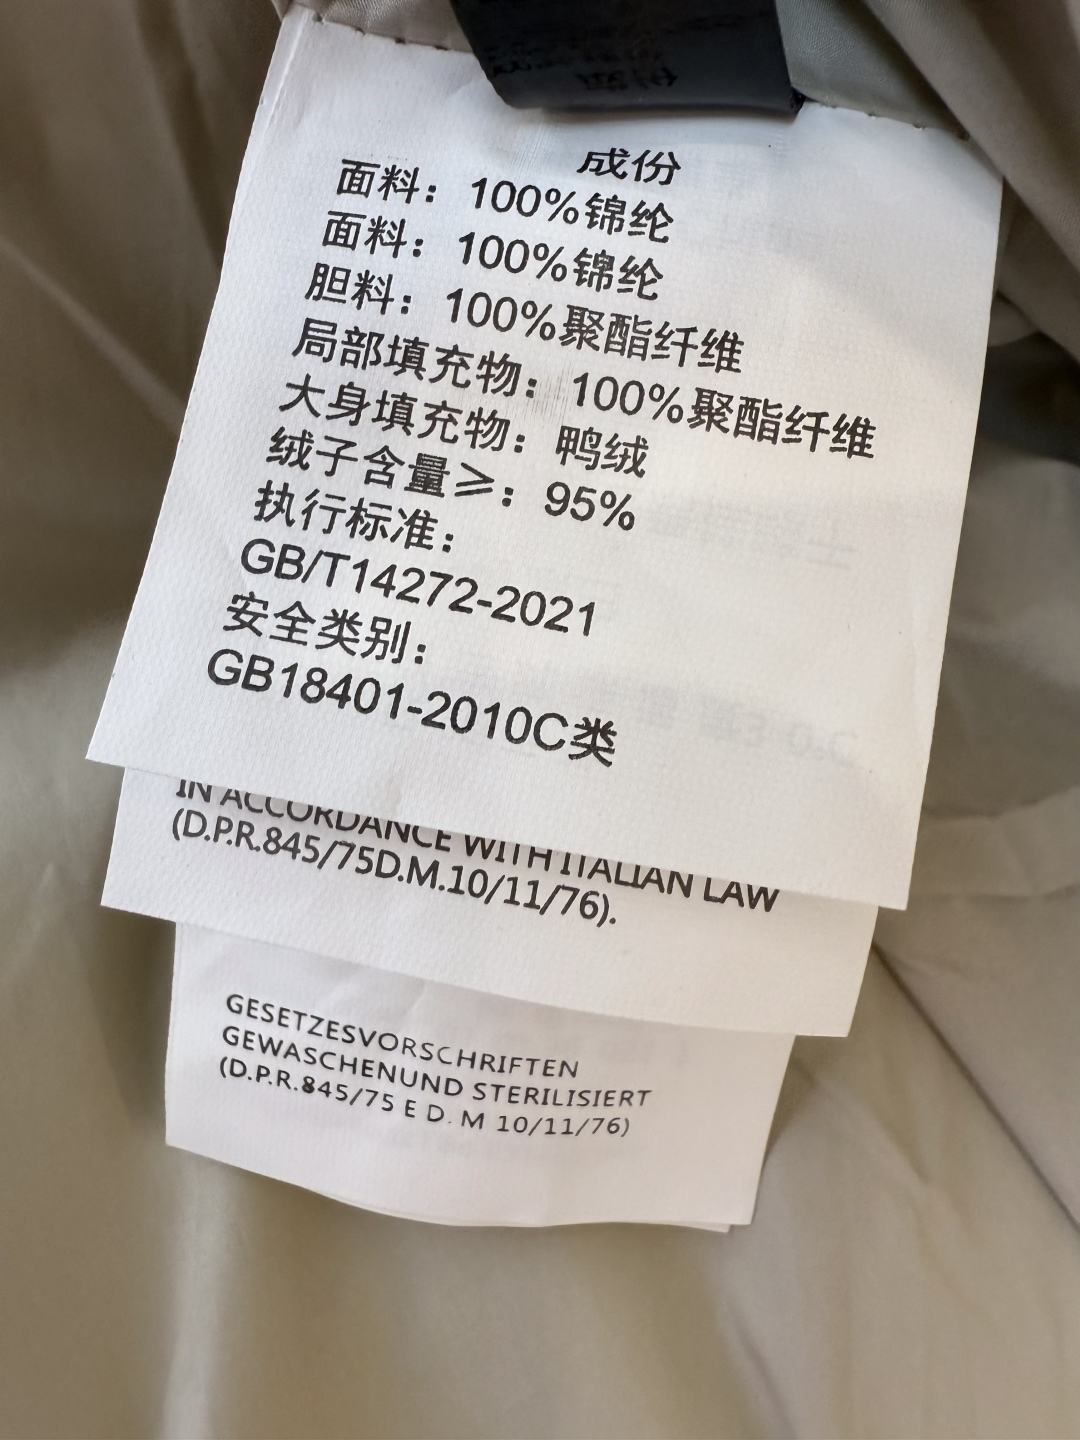 成份
面料：100%锦纶
面料：100%锦纶
胆料：100%聚酯纤维
局部填充物：100%聚酯纤维
大身填充物：鸭绒
绒子含量≥：95%
执行标准：
GB/T14272-2021
安全类别：
GB18401-2010C类
IN ACCORDANCE WITH ITALIAN LAW
(D.P.R.845/75D.M.10/11/76).
GESETZESVORSCHRIFTEN
GEWASCHENUND STERILISIERT
(D.P.R.845/75 E D. M 10/11/76)